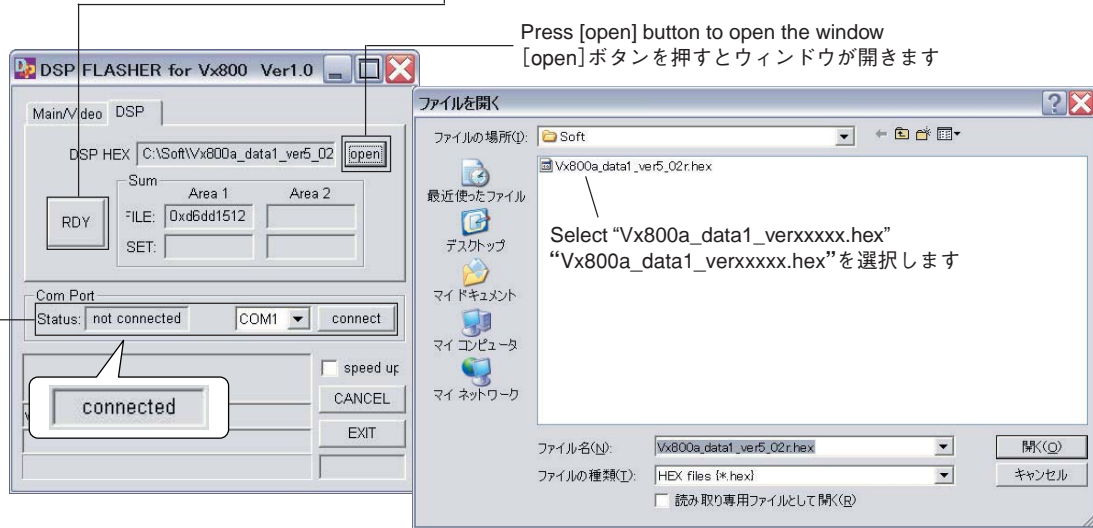 Press [open] button to open the window
[open]ボタンを押すとウィンドウが開きます
DSP FLASHER for Vx800 Ver1.0
Main/Video DSP
DSP HEX C:\Soft\Vx800a_data1_ver5_02 open
Sum
Area 1 Area 2
RDY
FILE: 0xd6dd1512
SET:
Com Port
Status: not connected COM1 connect
speed up
connected
CANCEL
EXIT
ファイルを開く
ファイルの場所(I): Soft
Vx800a_data1_ver5_02r.hex
最近使ったファイル
デスクトップ
マイ ドキュメント
マイ コンピュータ
マイ ネットワーク
Select “Vx800a_data1_verxxxxx.hex”
“Vx800a_data1_verxxxxx.hex”を選択します
ファイル名(N): Vx800a_data1_ver5_02r.hex 開く(O)
ファイルの種類(T): HEX files {*.hex} キャンセル
読み取り専用ファイルとして開く(R)